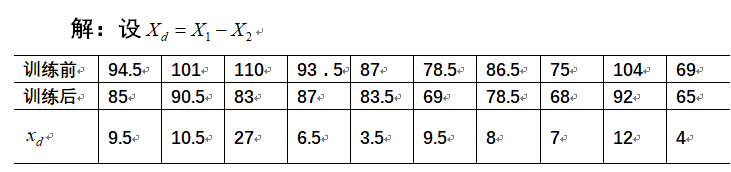 解：设 X_d = X_1 − X_2
训练前 94.5 101 110 93．5 87 78.5 86.5 75 104 69
训练后 85 90.5 83 87 83.5 69 78.5 68 92 65
x_d 9.5 10.5 27 6.5 3.5 9.5 8 7 12 4